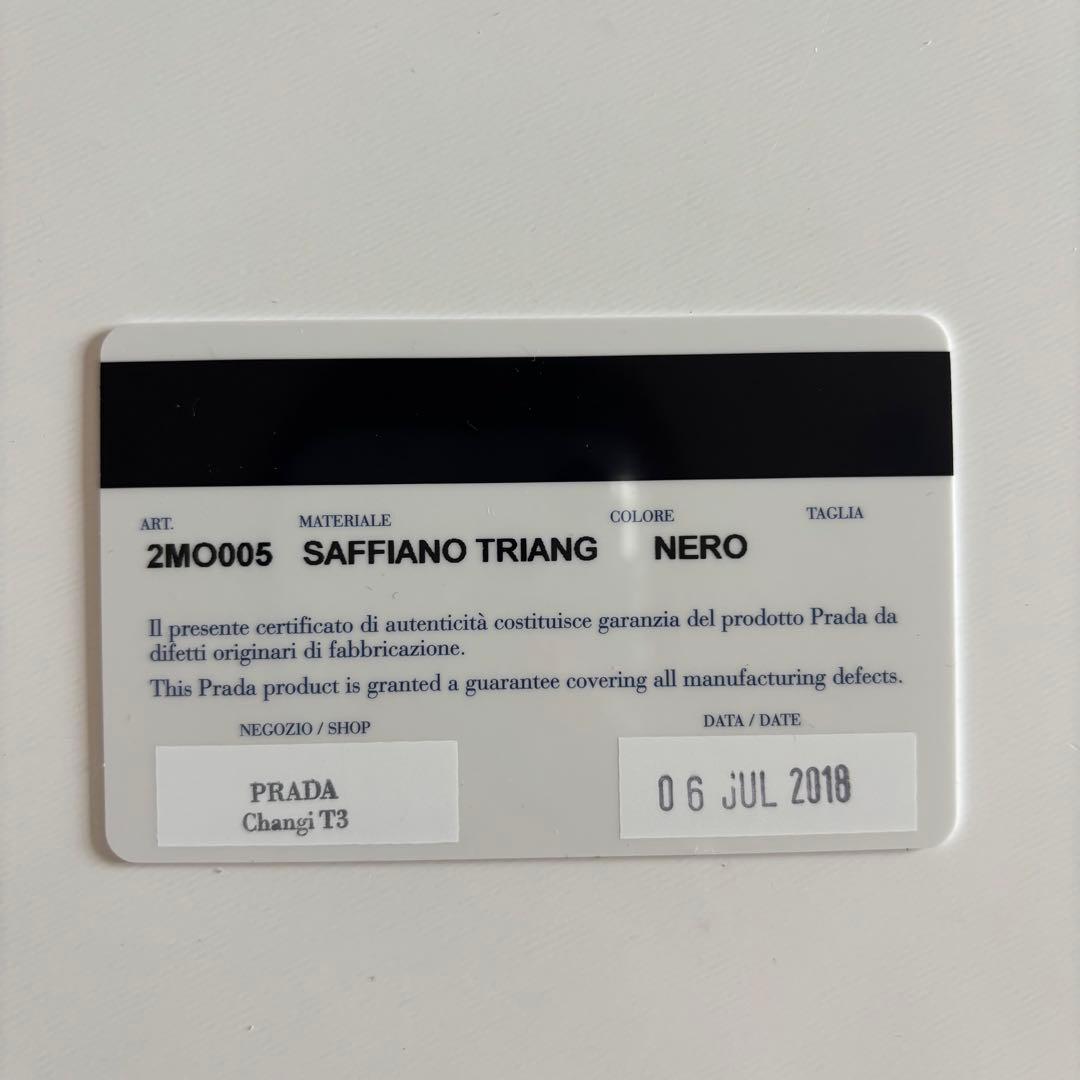 ART. MATERIALE COLORE TAGLIA
2MO005 SAFFIANO TRIANG NERO
Il presente certificato di autenticità costituisce garanzia del prodotto Prada da
difetti originari di fabbricazione.
This Prada product is granted a guarantee covering all manufacturing defects.
NEGOZIO / SHOP
PRADA
Changi T3
DATA / DATE
06 JUL 2018